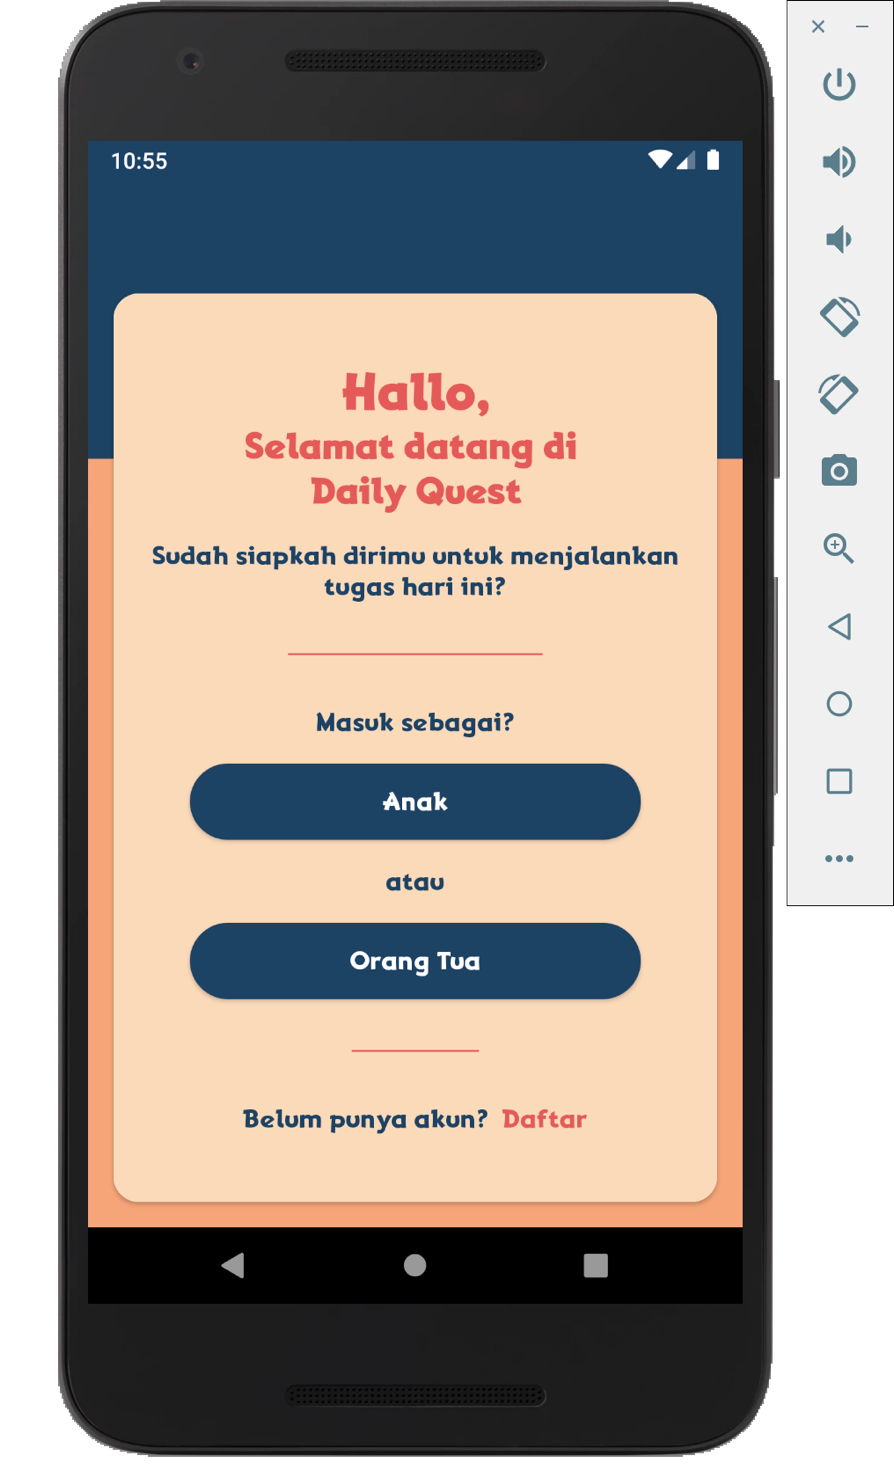 10:55
Hallo,
Selamat datang di
Daily Quest
Sudah siapkah dirimu untuk menjalankan
tugas hari ini?
Masuk sebagai?
Anak
atau
Orang Tua
Belum punya akun? Daftar